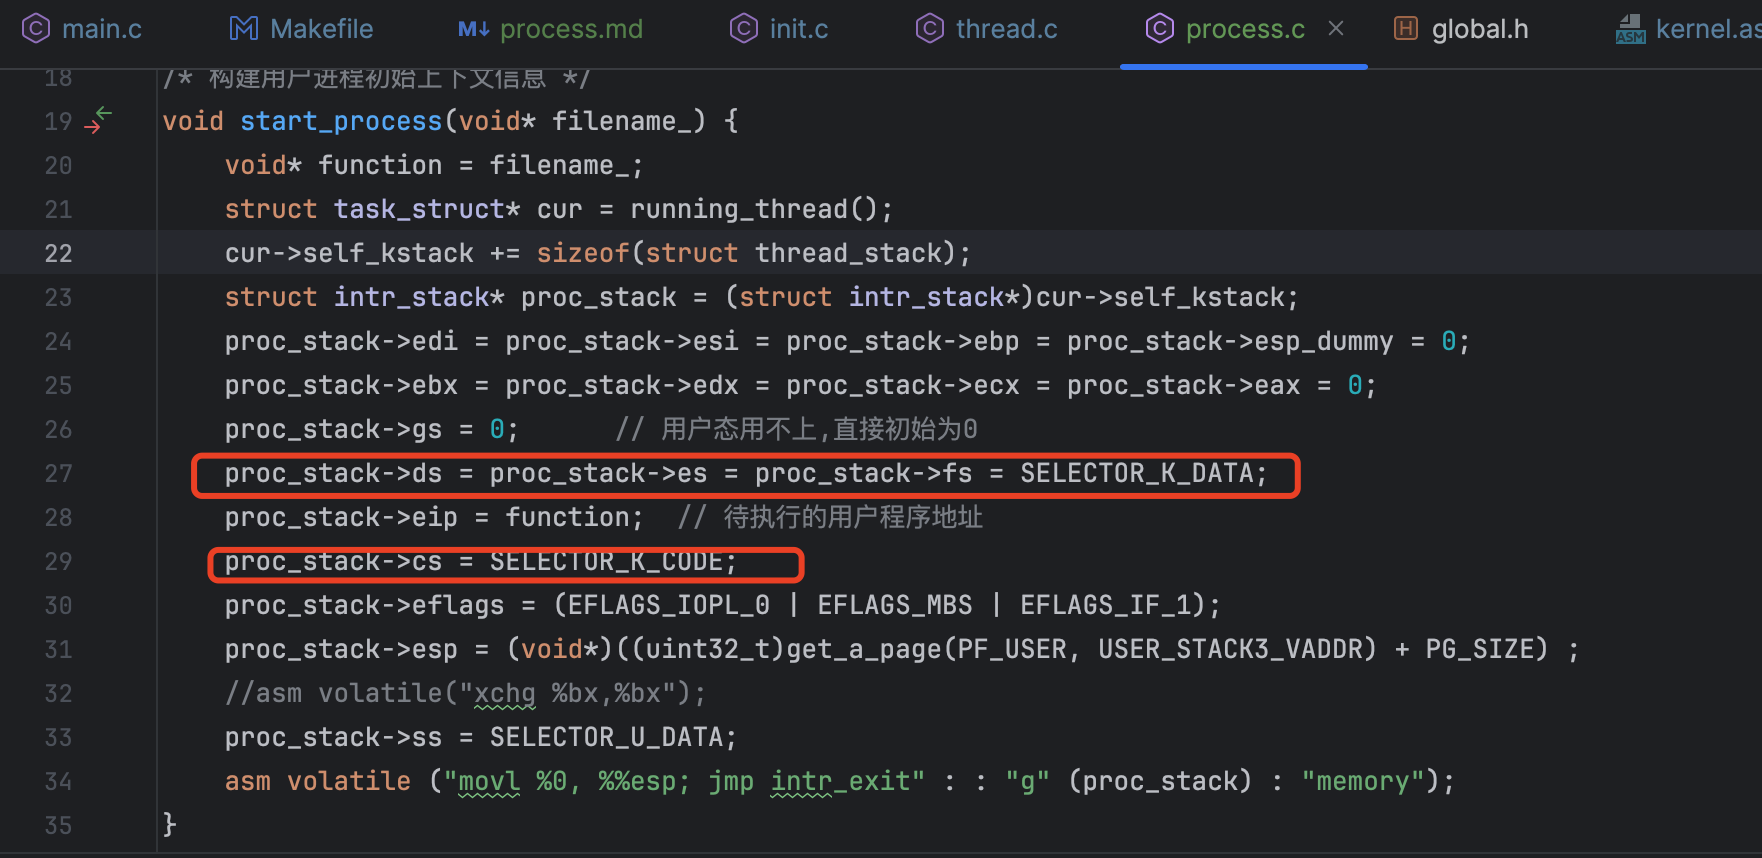 main.c Makefile process.md init.c thread.c process.c global.h kernel.as
18 /* 构建用户进程初始上下文信息 */
19 void start_process(void* filename_) {
20 void* function = filename_;
21 struct task_struct* cur = running_thread();
22 cur->self_kstack += sizeof(struct thread_stack);
23 struct intr_stack* proc_stack = (struct intr_stack*)cur->self_kstack;
24 proc_stack->edi = proc_stack->esi = proc_stack->ebp = proc_stack->esp_dummy = 0;
25 proc_stack->ebx = proc_stack->edx = proc_stack->ecx = proc_stack->eax = 0;
26 proc_stack->gs = 0; // 用户态用不上,直接初始为0
27 proc_stack->ds = proc_stack->es = proc_stack->fs = SELECTOR_K_DATA;
28 proc_stack->eip = function; // 待执行的用户程序地址
29 proc_stack->cs = SELECTOR_K_CODE;
30 proc_stack->eflags = (EFLAGS_IOPL_0 | EFLAGS_MBS | EFLAGS_IF_1);
31 proc_stack->esp = (void*)((uint32_t)get_a_page(PF_USER, USER_STACK3_VADDR) + PG_SIZE) ;
32 //asm volatile("xchg %bx,%bx");
33 proc_stack->ss = SELECTOR_U_DATA;
34 asm volatile ("movl %0, %%esp; jmp intr_exit" : : "g" (proc_stack) : "memory");
35 }